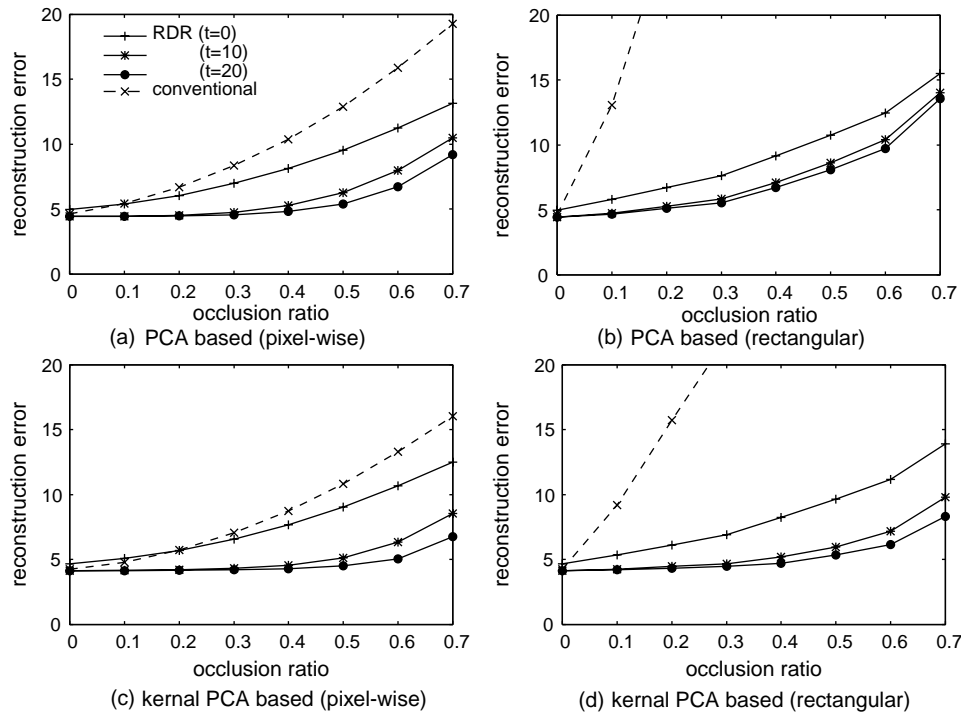 20
15
10
5
0
reconstruction error
RDR (t=0)
(t=10)
(t=20)
conventional
0 0.1 0.2 0.3 0.4 0.5 0.6 0.7
occlusion ratio
(a) PCA based (pixel-wise)
20
15
10
5
0
reconstruction error
0 0.1 0.2 0.3 0.4 0.5 0.6 0.7
occlusion ratio
(b) PCA based (rectangular)
20
15
10
5
0
reconstruction error
0 0.1 0.2 0.3 0.4 0.5 0.6 0.7
occlusion ratio
(c) kernal PCA based (pixel-wise)
20
15
10
5
0
reconstruction error
0 0.1 0.2 0.3 0.4 0.5 0.6 0.7
occlusion ratio
(d) kernal PCA based (rectangular)